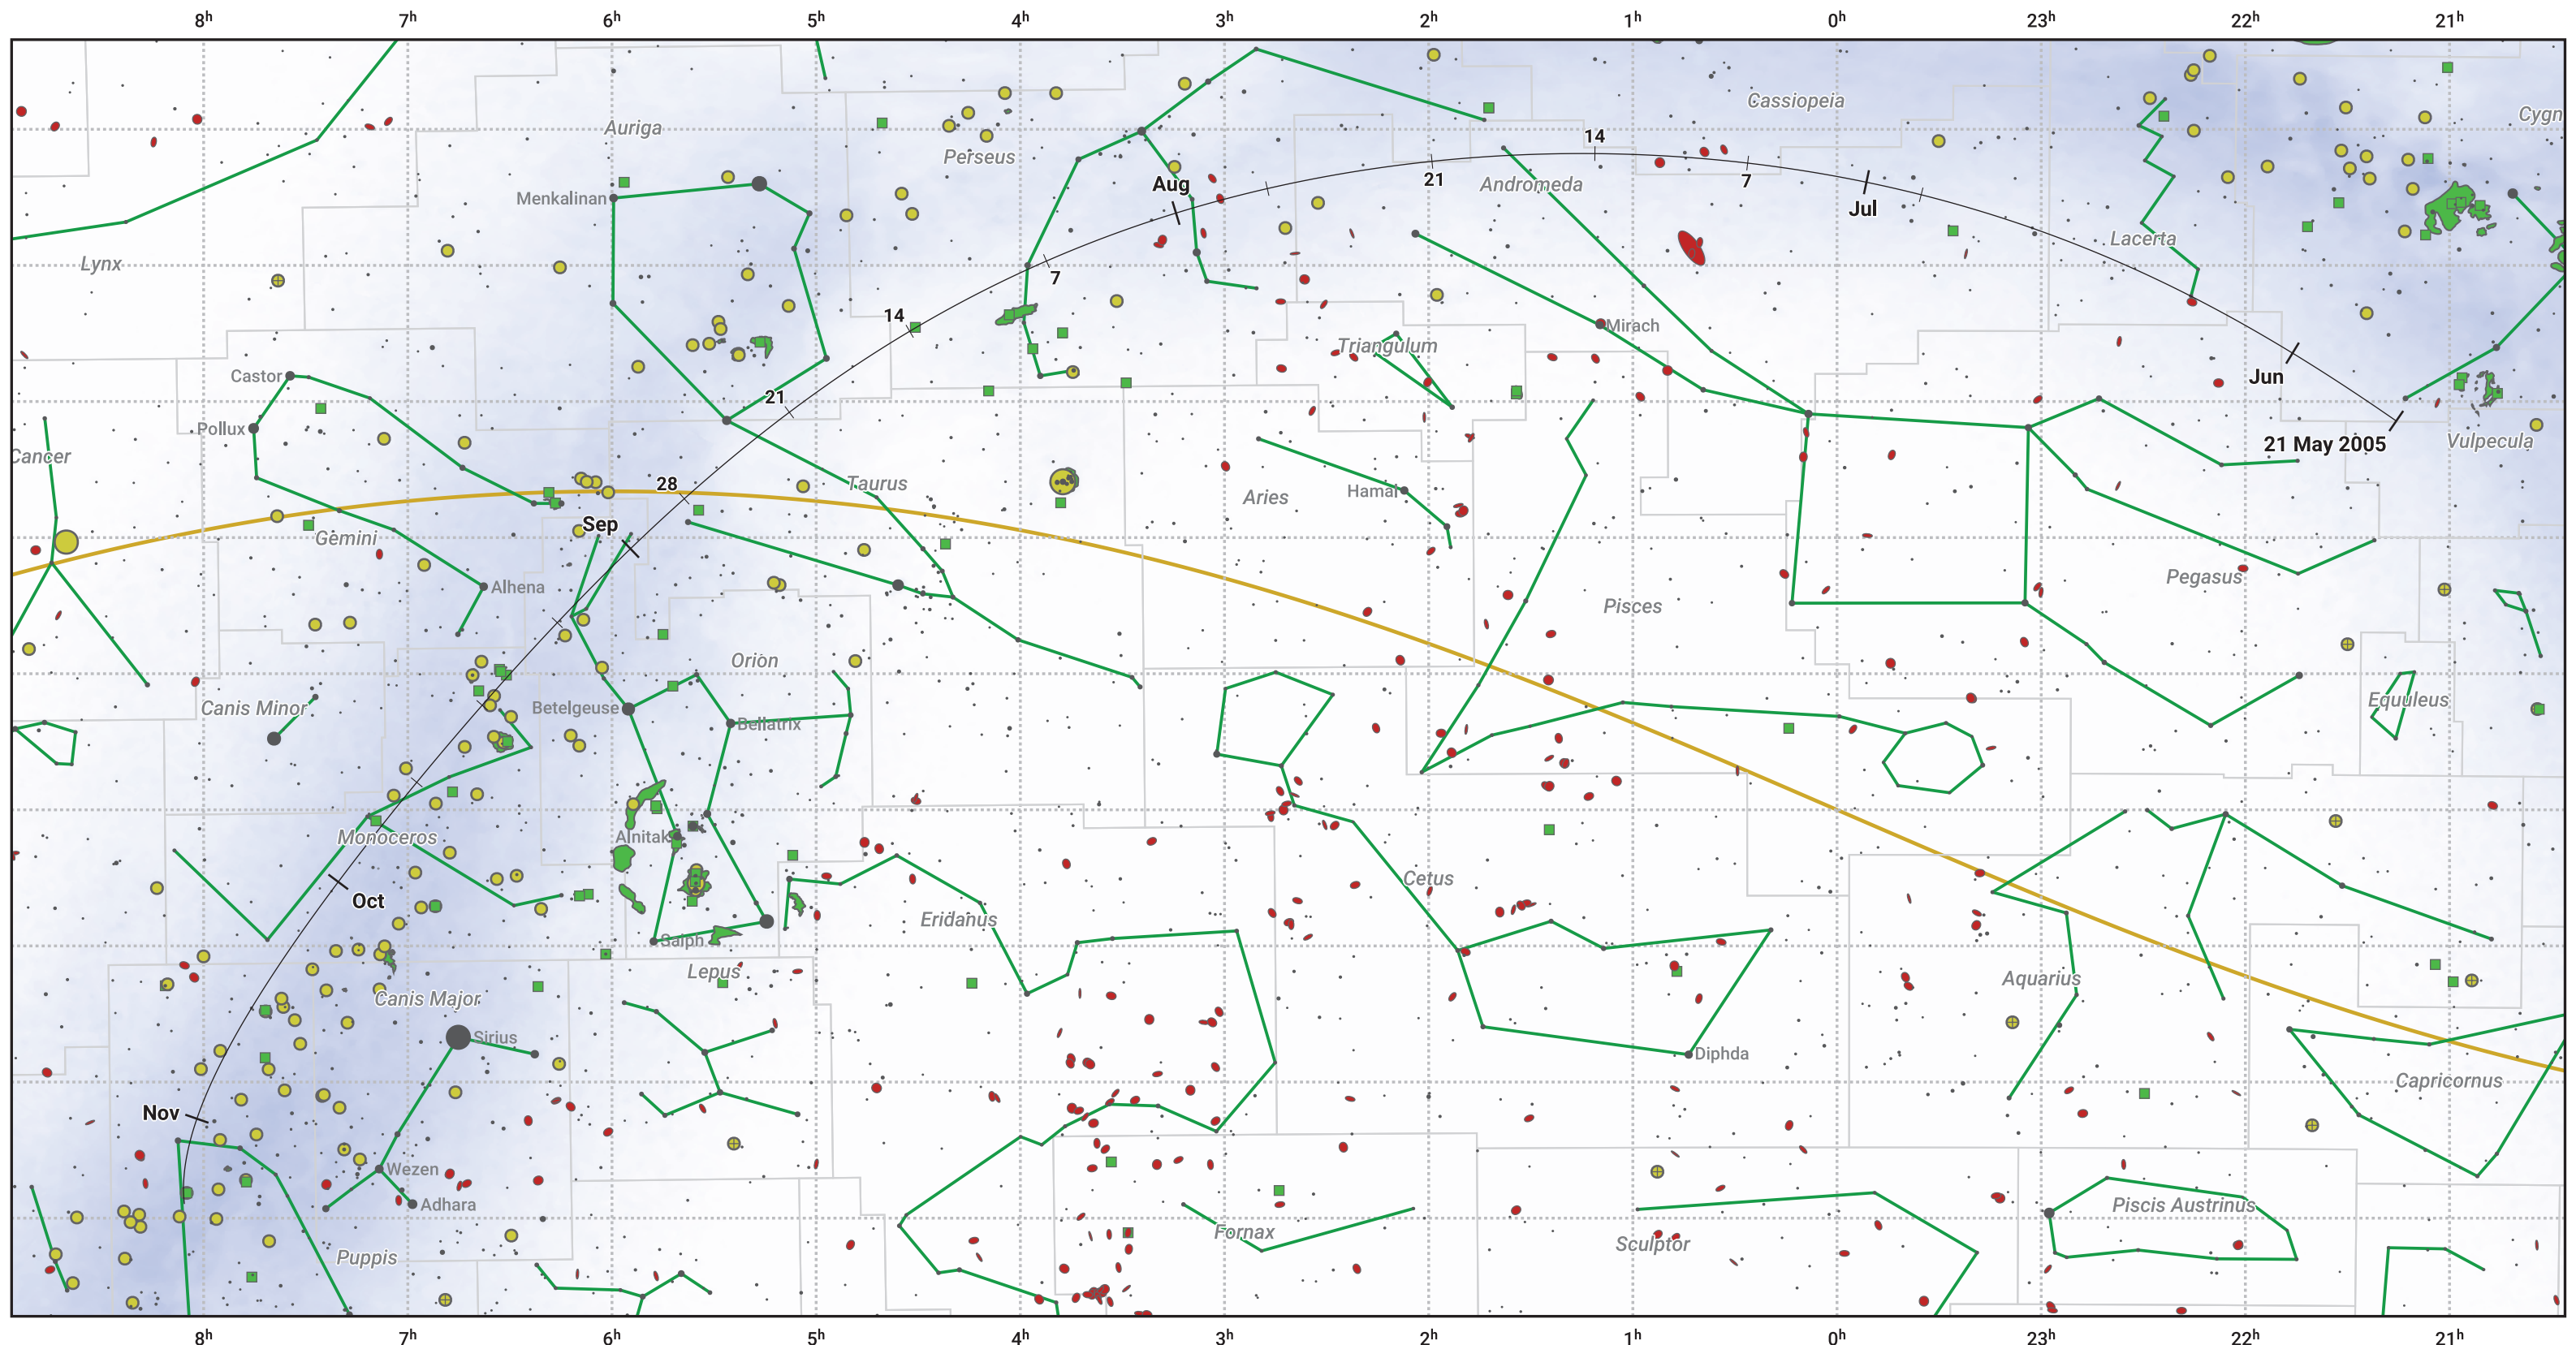 8h 7h 6h 5h 4h 3h 2h 1h 0h 23h 22h 21h
Cassiopeia
Cygn
Auriga
14
Perseus
21
Andromeda
7
Aug
Menkalinan
Jul
Lacerta
Lynx
7
14
Mirach
Triangulum
Castor
Jun
21
Pollux
21 May 2005
Vulpecula
Cancer
28
Taurus
Hamal
Aries
Sep
Gemini
Pegasus
Alhena
Pisces
Orion
Equuleus
Canis Minor
Betelgeuse
Bellatrix
Monoceros
Alnitak
Cetus
Oct
Eridanus
Saiph
Lepus
Aquarius
Canis Major
Sirius
Diphda
Capricornus
Nov
Wezen
Adhara
Piscis Austrinus
Fornax
Sculptor
Puppis
8h 7h 6h 5h 4h 3h 2h 1h 0h 23h 22h 21h